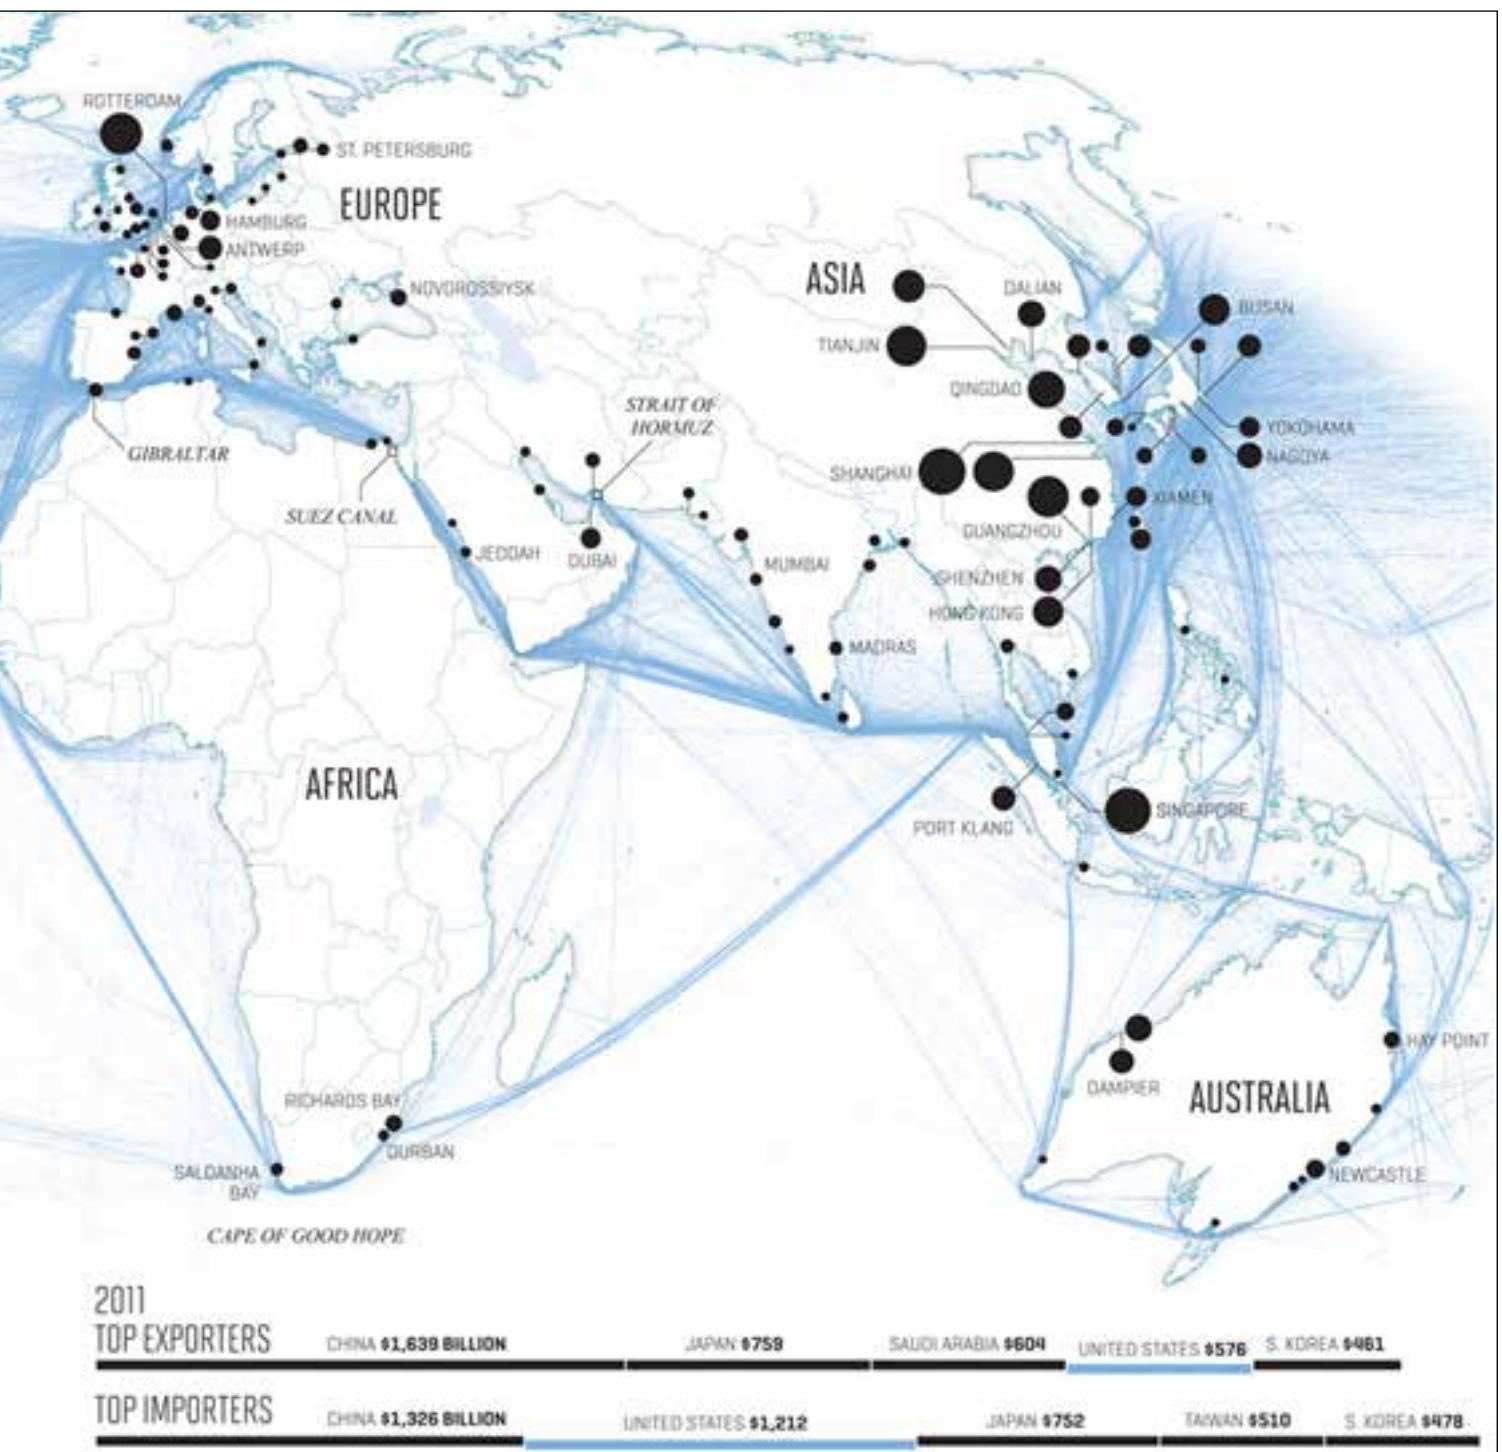 ROTTERDAM
ST. PETERSBURG
EUROPE
HAMBURG
ANTWERP
NOVOROSSIYSK
ASIA
DALIAN
BUSAN
TIANJIN
QINGDAO
STRAIT OF
HORMUZ
YOKOHAMA
GIBRALTAR
NAGOYA
SHANGHAI
XIAMEN
SUEZ CANAL
GUANGZHOU
JEDDAH
DUBAI
MUMBAI
SHENZHEN
HONG KONG
MADRAS
AFRICA
SINGAPORE
PORT KLANG
HAY POINT
DAMPIER
AUSTRALIA
RICHARDS BAY
DURBAN
SALDANHA
BAY
NEWCASTLE
CAPE OF GOOD HOPE
2011
TOP EXPORTERS CHINA $1,639 BILLION JAPAN $759 SAUDI ARABIA $604 UNITED STATES $576 S. KOREA $461
TOP IMPORTERS CHINA $1,326 BILLION UNITED STATES $1,212 JAPAN $752 TAIWAN $510 S. KOREA $478